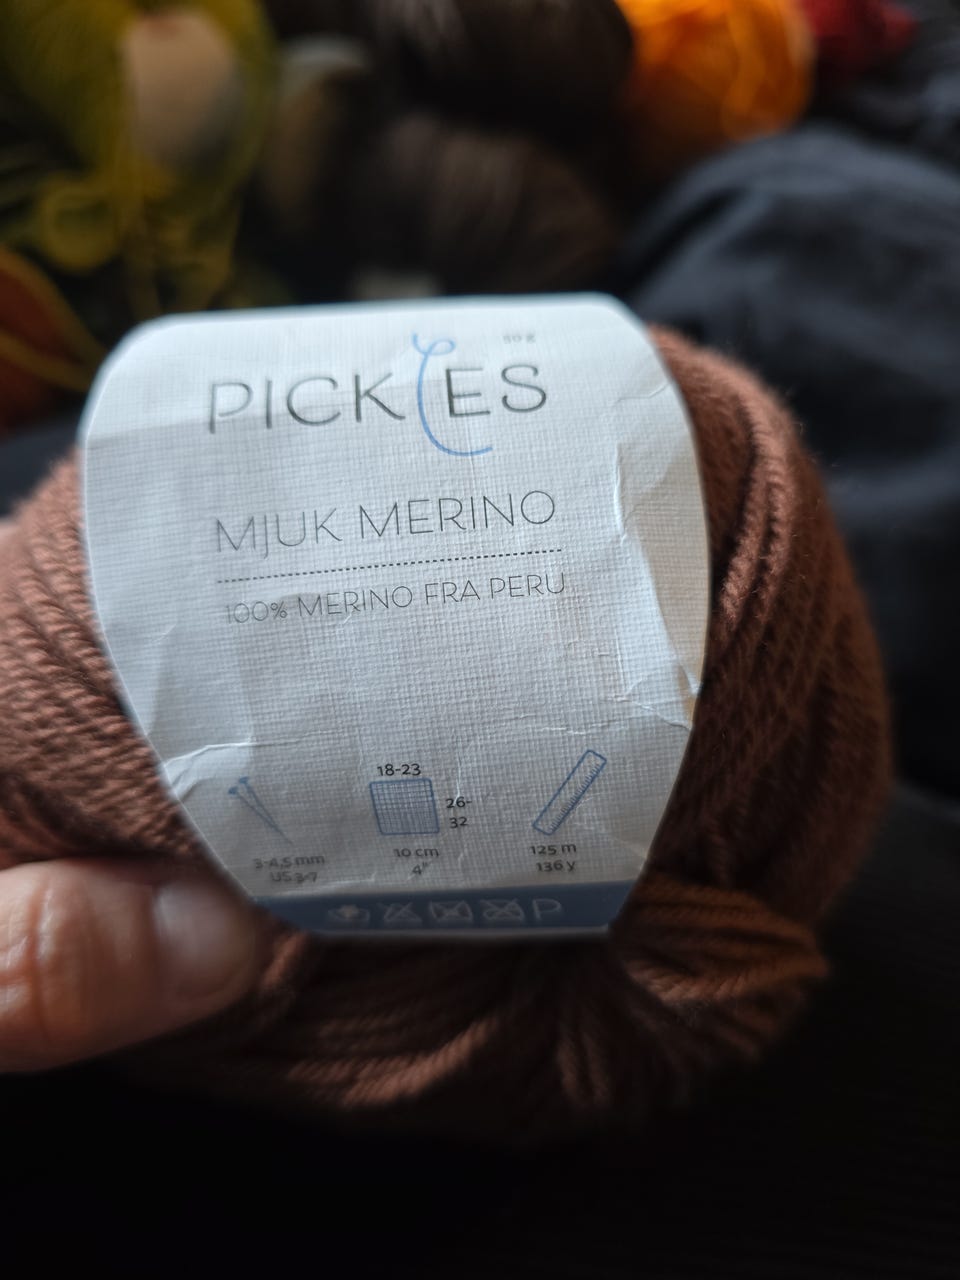 50 g
PICKLES
MJUK MERINO
100% MERINO FRA PERU
18-23
26-
32
3-4,5 mm
US 3-7
10 cm
4"
125 m
136 y
P